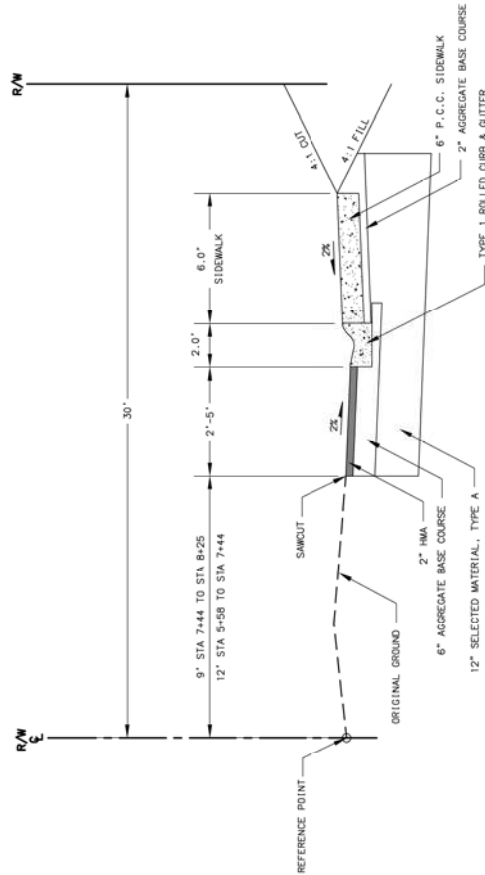 R/W
℄
R/W
30'
9' STA 7+44 TO STA 8+25
12' STA 5+58 TO STA 7+44
2'-5'
2.0'
6.0"
SIDEWALK
2%
2%
4:1 CUT
4:1 FILL
REFERENCE POINT
ORIGINAL GROUND
SAWCUT
2" HMA
6" AGGREGATE BASE COURSE
12" SELECTED MATERIAL, TYPE A
TYPE 1 ROLLED CURB & GUTTER
6" P.C.C. SIDEWALK
2" AGGREGATE BASE COURSE